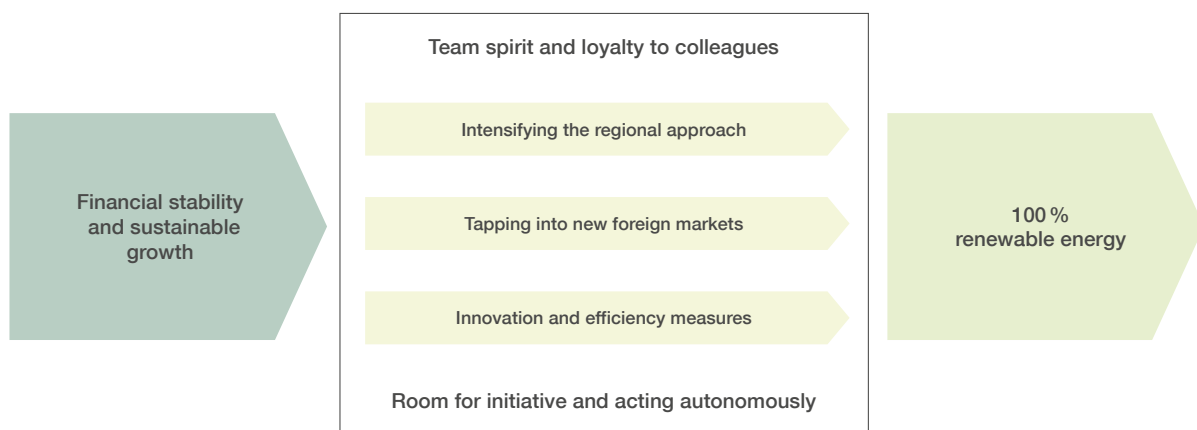 Team spirit and loyalty to colleagues
Intensifying the regional approach
Financial stability
and sustainable
growth
Tapping into new foreign markets
100 %
renewable energy
Innovation and efficiency measures
Room for initiative and acting autonomously